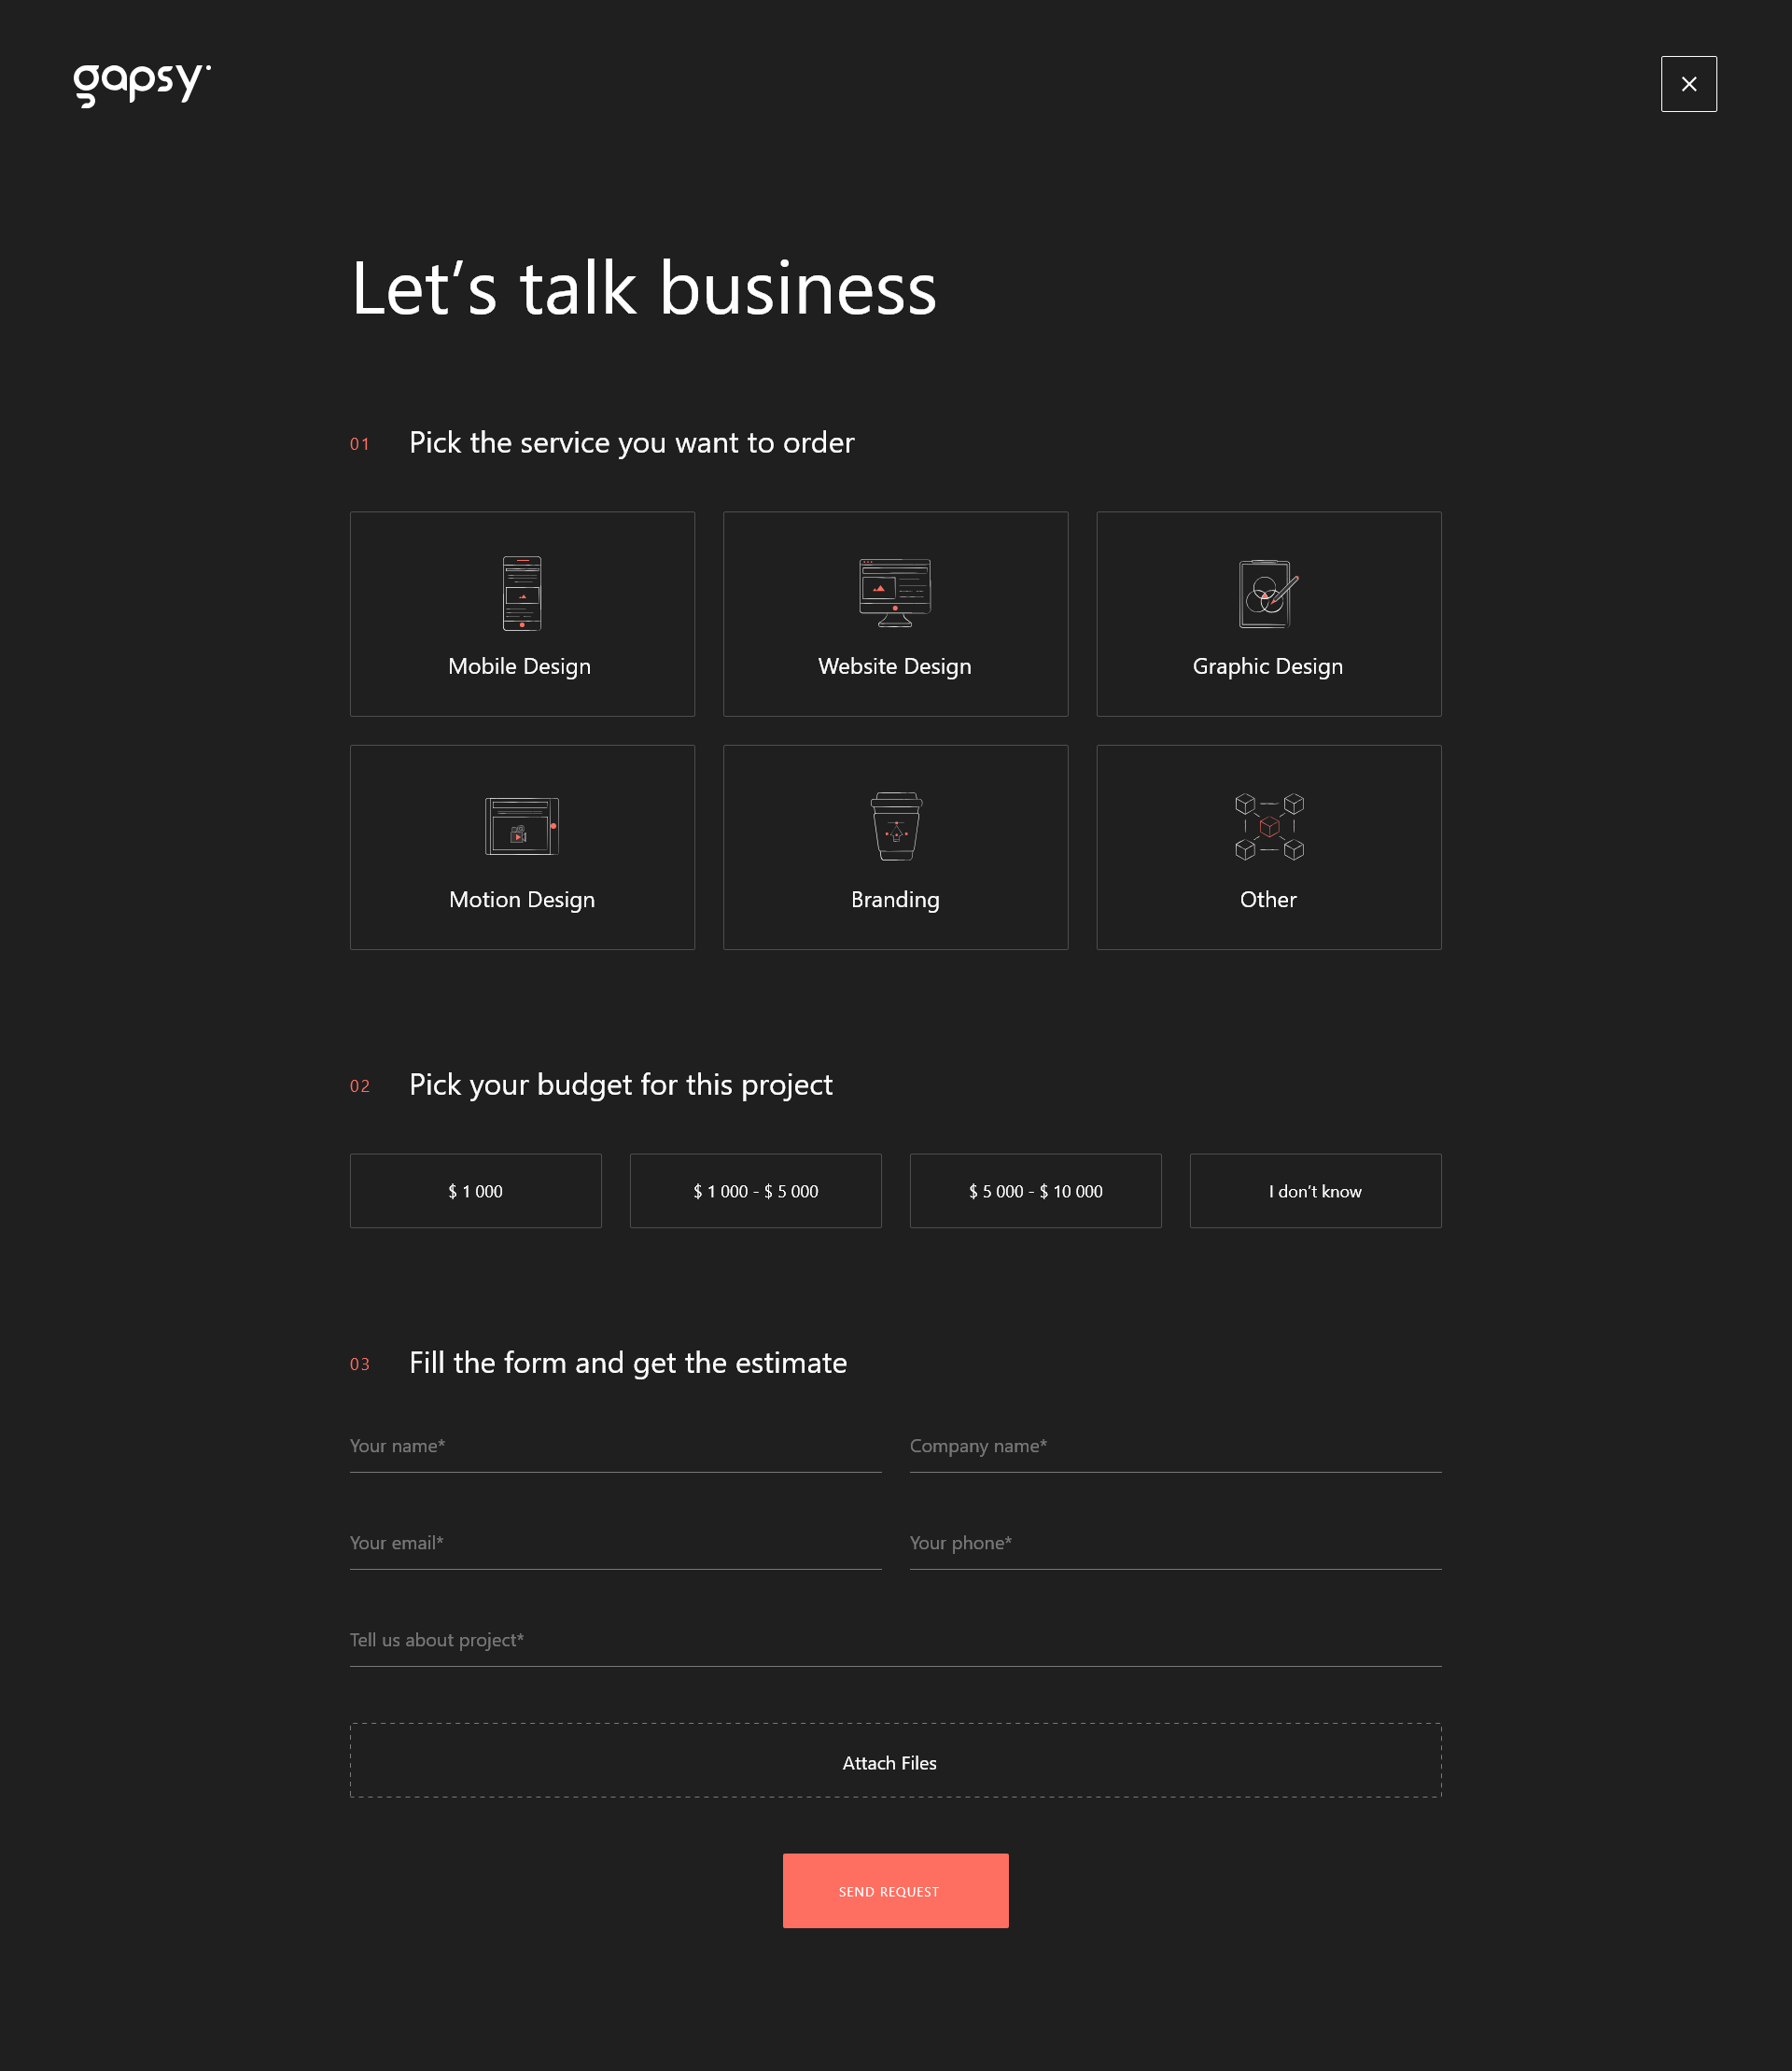 gapsy
Let's talk business
01 Pick the service you want to order
Mobile Design
Website Design
Graphic Design
Motion Design
Branding
Other
02 Pick your budget for this project
$ 1 000
$ 1 000 - $ 5 000
$ 5 000 - $ 10 000
I don't know
03 Fill the form and get the estimate
Your name*
Company name*
Your email*
Your phone*
Tell us about project*
Attach Files
SEND REQUEST